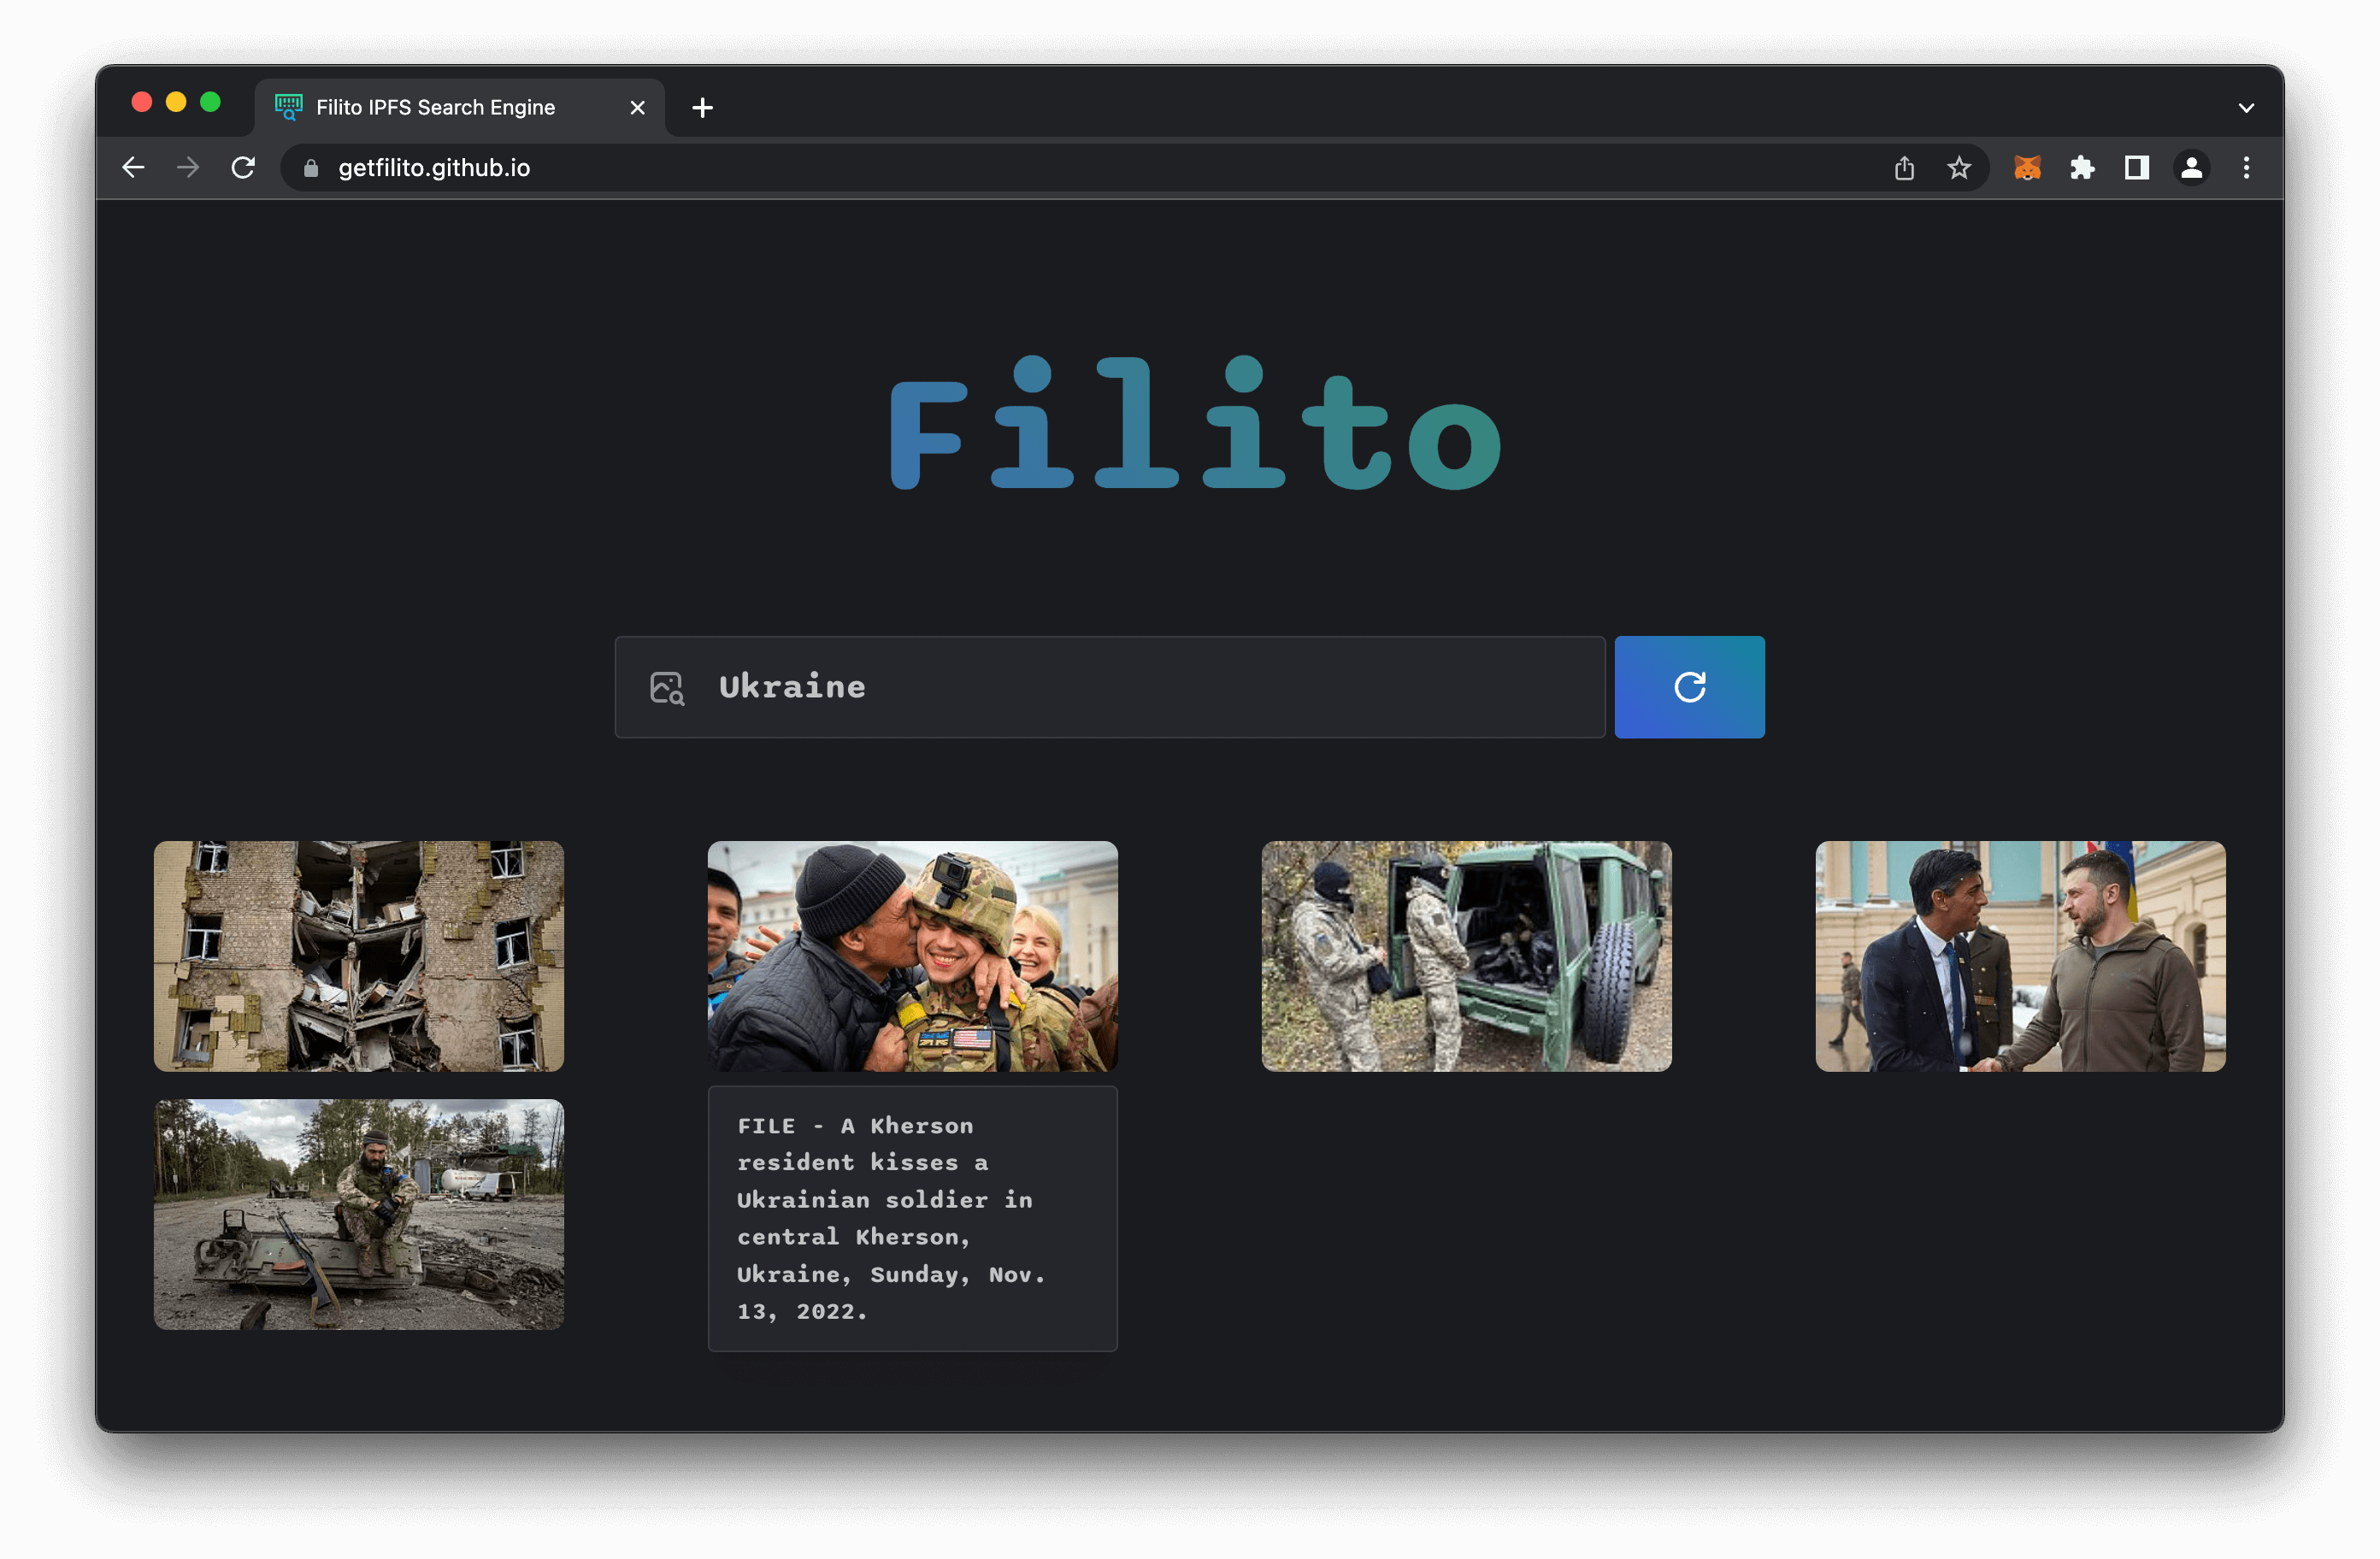 Filito IPFS Search Engine
getfilito.github.io
Filito
Ukraine
FILE - A Kherson
resident kisses a
Ukrainian soldier in
central Kherson,
Ukraine, Sunday, Nov.
13, 2022.